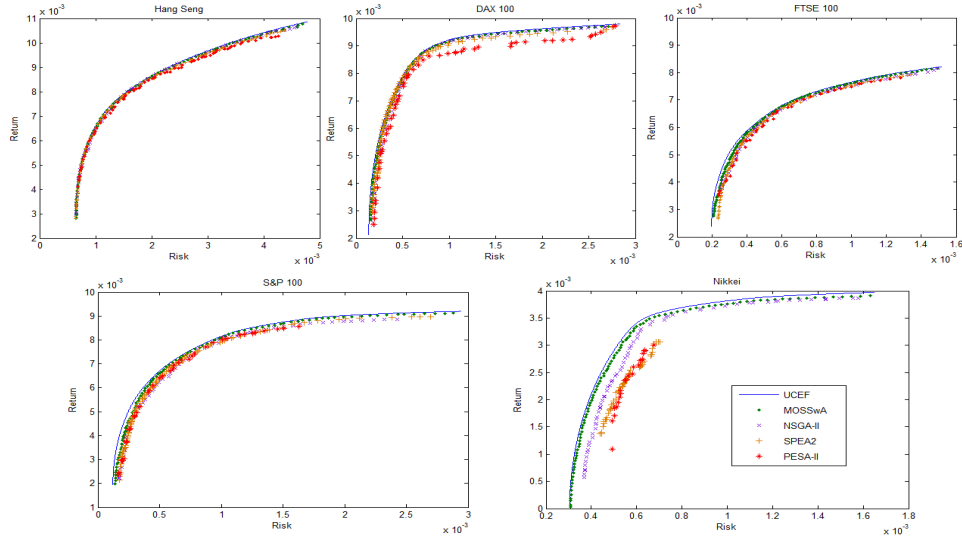 Hang Seng
x 10⁻³
Return
11
10
9
8
7
6
5
4
3
2
0
1
2
3
4
5
Risk
x 10⁻³
DAX 100
x 10⁻³
Return
10
9
8
7
6
5
4
3
2
0
0.5
1
1.5
2
2.5
3
Risk
x 10⁻³
FTSE 100
x 10⁻³
Return
10
9
8
7
6
5
4
3
2
0
0.2
0.4
0.6
0.8
1
1.2
1.4
1.6
Risk
x 10⁻³
S&P 100
x 10⁻³
Return
10
9
8
7
6
5
4
3
2
1
0
0.5
1
1.5
2
2.5
3
Risk
x 10⁻³
Nikkei
x 10⁻³
Return
4
3.5
3
2.5
2
1.5
1
0.5
0
0.2
0.4
0.6
0.8
1
1.2
1.4
1.6
1.8
Risk
x 10⁻³
UCEF
MOSSwA
NSGA-II
SPEA2
PESA-II